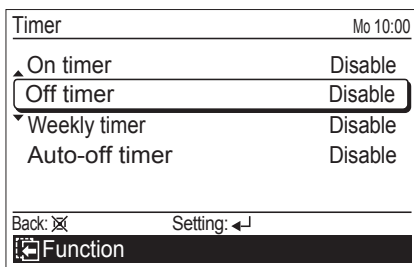 Timer Mo 10:00
On timer Disable
Off timer Disable
Weekly timer Disable
Auto-off timer Disable
Back: Setting:
Function